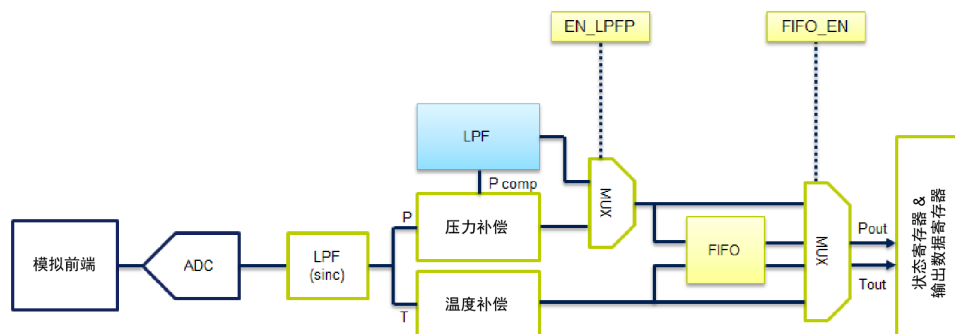 EN_LPFP
FIFO_EN
LPF
P comp
P
压力补偿
MUX
模拟前端
ADC
LPF
(sinc)
FIFO
MUX
Pout
Tout
状态寄存器 &
输出数据寄存器
T
温度补偿